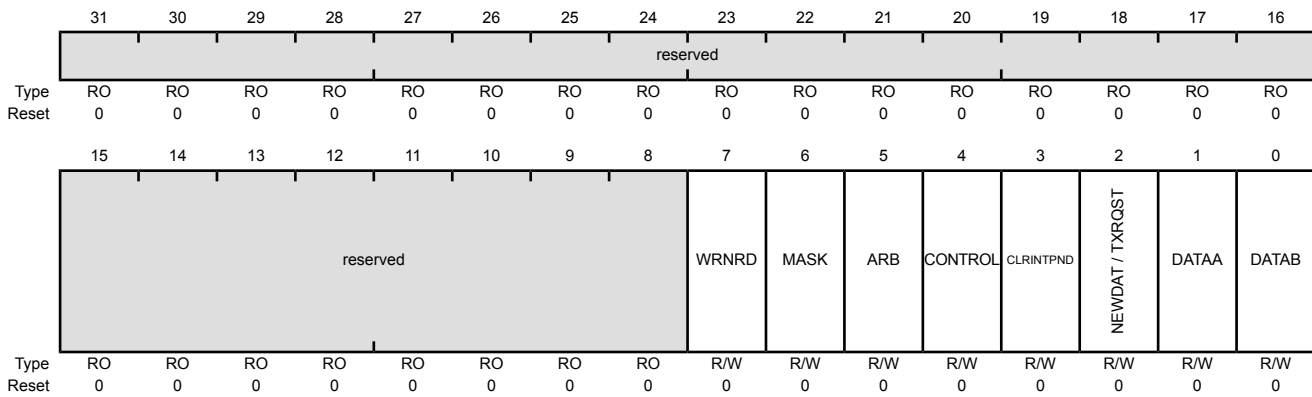 31 30 29 28 27 26 25 24 23 22 21 20 19 18 17 16
reserved
Type RO RO RO RO RO RO RO RO RO RO RO RO RO RO RO RO
Reset 0 0 0 0 0 0 0 0 0 0 0 0 0 0 0 0
15 14 13 12 11 10 9 8 7 6 5 4 3 2 1 0
reserved WRNRD MASK ARB CONTROL CLRINTPND NEWDAT / TXRQST DATAA DATAB
Type RO RO RO RO RO RO RO RO R/W R/W R/W R/W R/W R/W R/W R/W
Reset 0 0 0 0 0 0 0 0 0 0 0 0 0 0 0 0